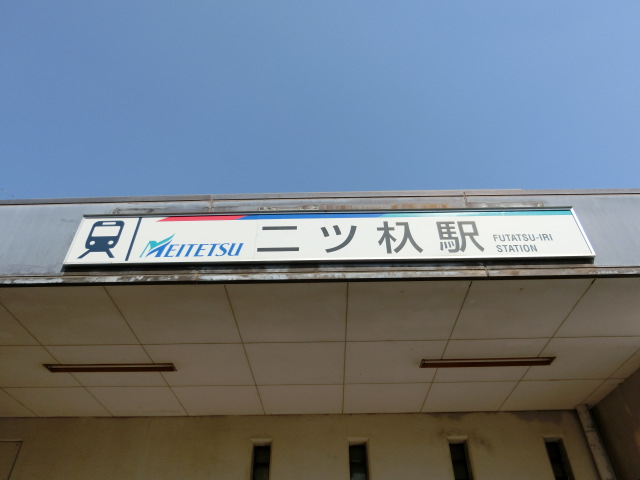 MEITETSU 二ツ杁駅 FUTATSU-IRI
STATION